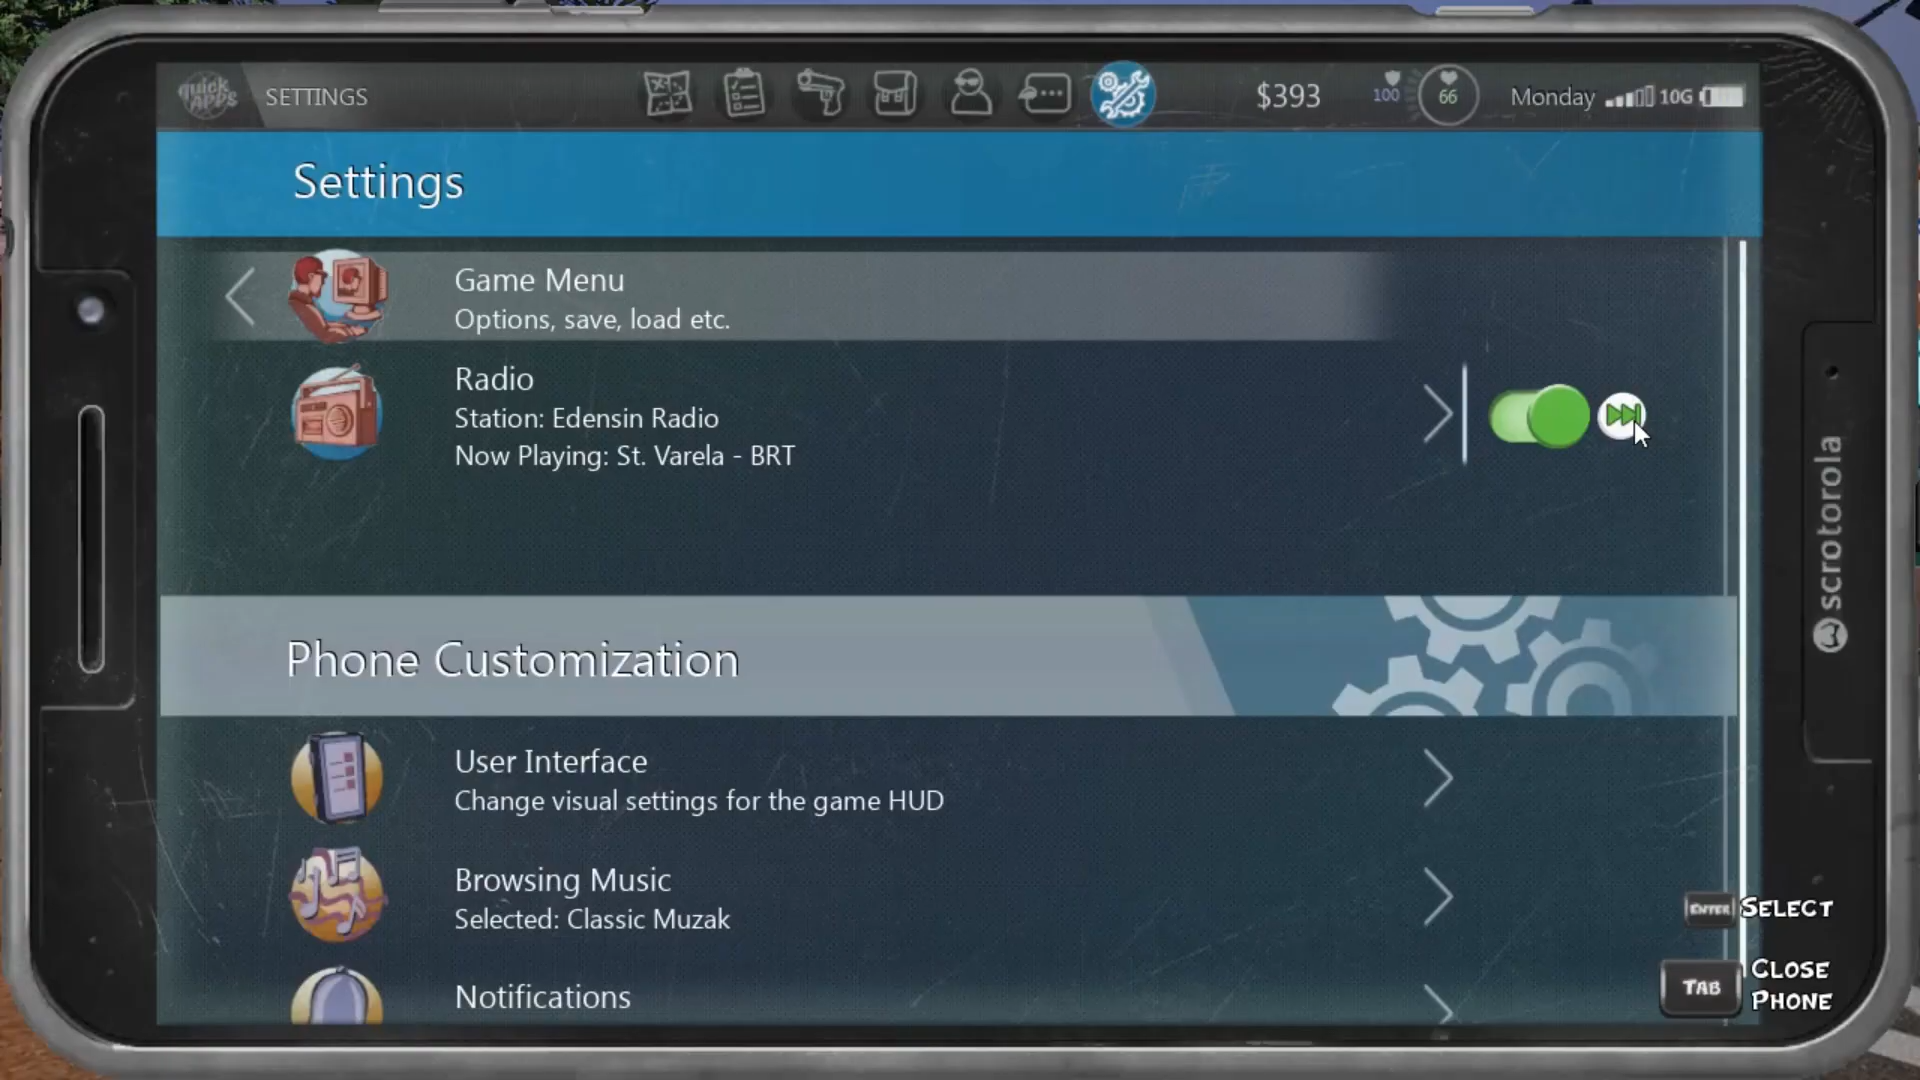 quick
APPS
SETTINGS
$393
100
66
Monday
10G
Settings
Game Menu
Options, save, load etc.
Radio
Station: Edensin Radio
Now Playing: St. Varela - BRT
Phone Customization
User Interface
Change visual settings for the game HUD
Browsing Music
Selected: Classic Muzak
Notifications
ENTER SELECT
TAB CLOSE
PHONE
scrotorola